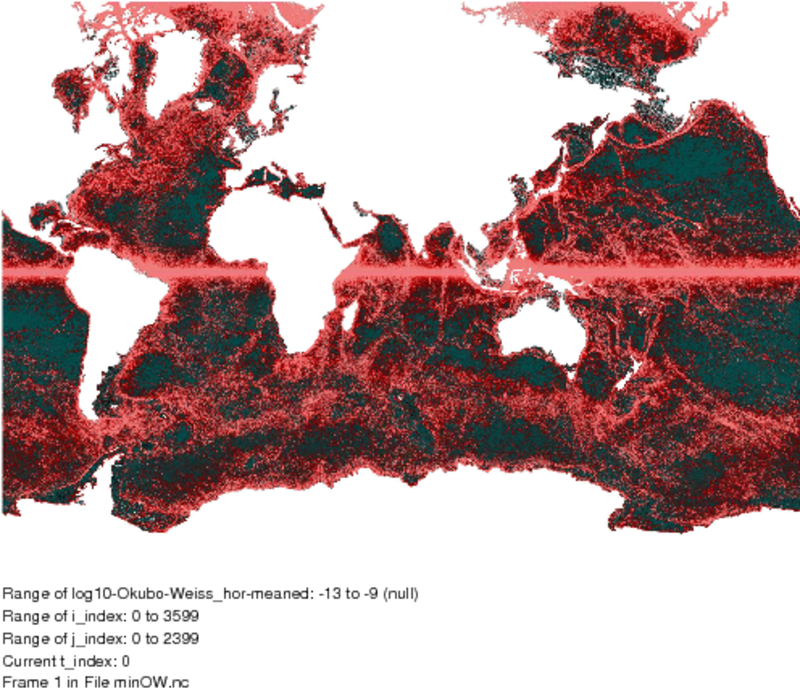 Range of log10-Okubo-Weiss_hor-meaned: -13 to -9 (null)
Range of i_index: 0 to 3599
Range of j_index: 0 to 2399
Current t_index: 0
Frame 1 in File minOW.nc